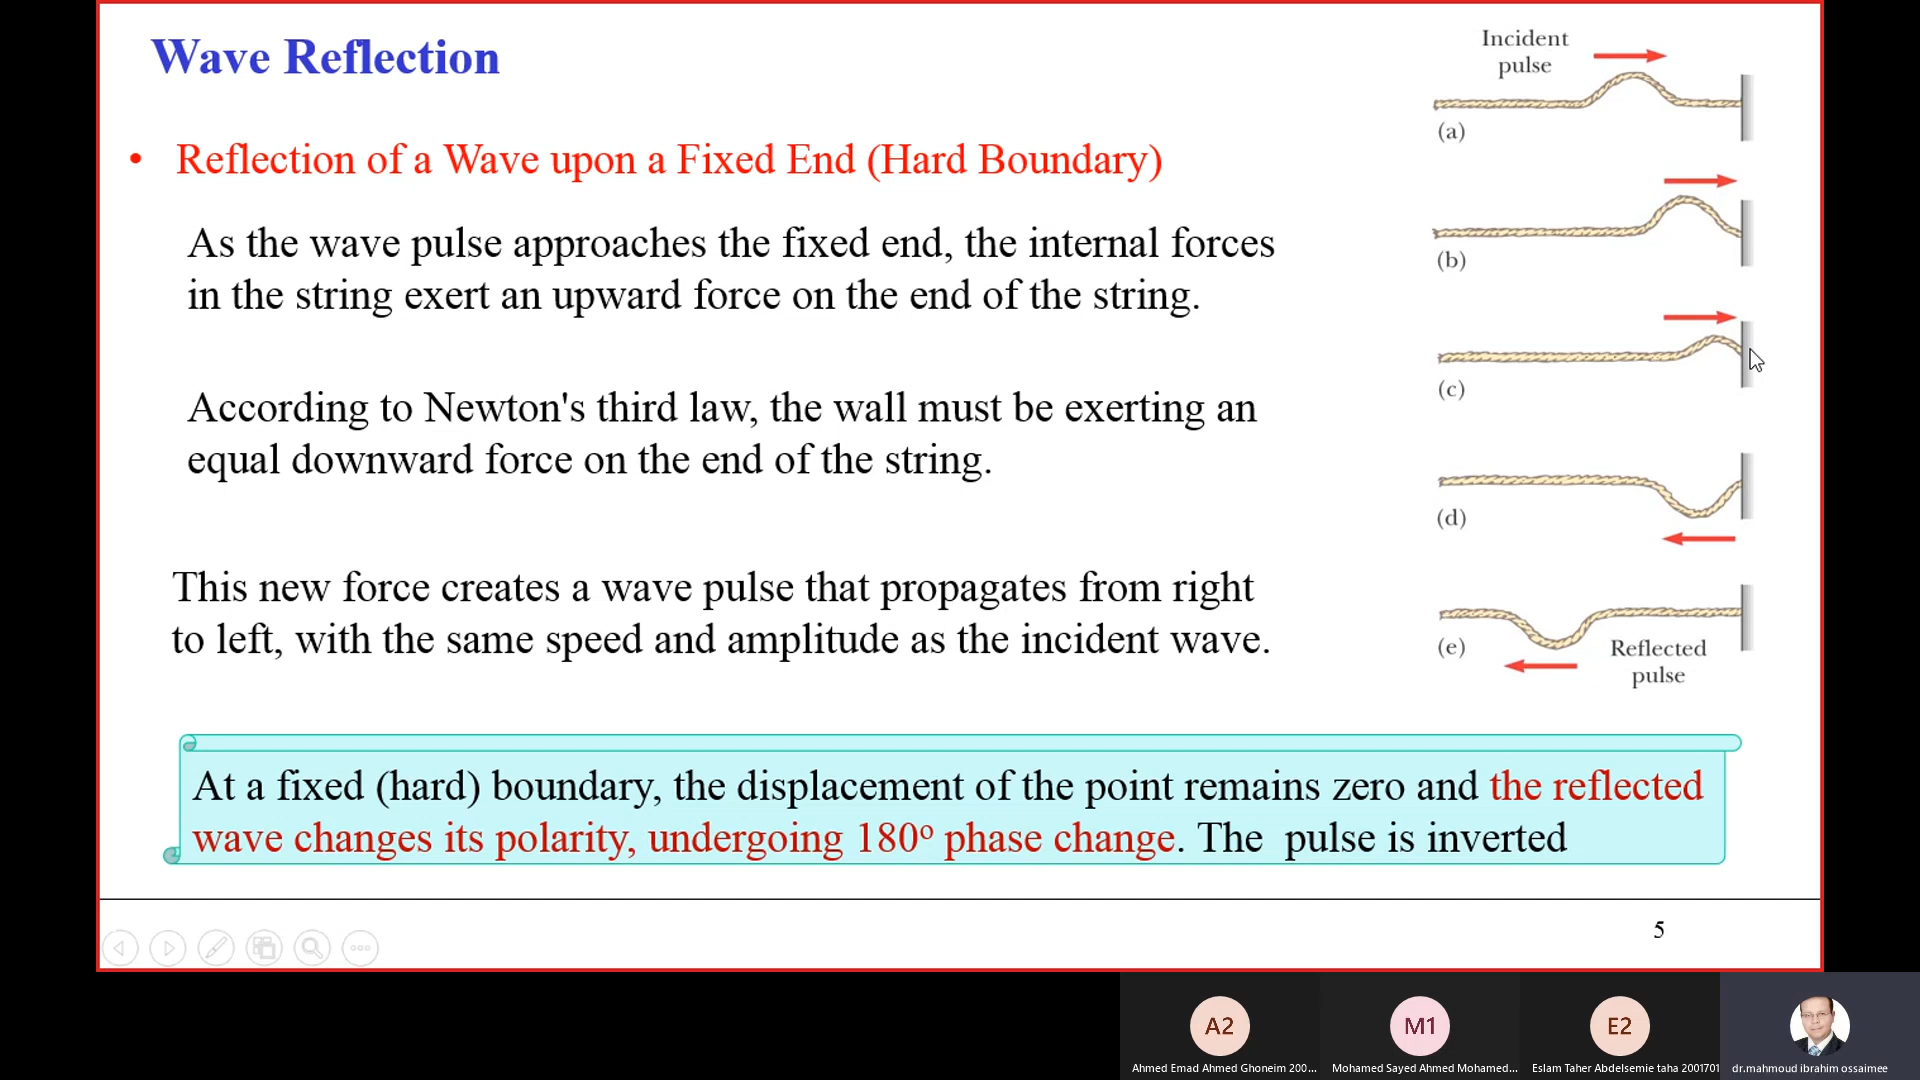 Wave Reflection
• Reflection of a Wave upon a Fixed End (Hard Boundary)
As the wave pulse approaches the fixed end, the internal forces
in the string exert an upward force on the end of the string.
According to Newton's third law, the wall must be exerting an
equal downward force on the end of the string.
This new force creates a wave pulse that propagates from right
to left, with the same speed and amplitude as the incident wave.
Incident
pulse
(a)
(b)
(c)
(d)
(e)
Reflected
pulse
At a fixed (hard) boundary, the displacement of the point remains zero and the reflected
wave changes its polarity, undergoing 180º phase change. The pulse is inverted
5
A2
M1
E2
Ahmed Emad Ahmed Ghoneim 200...
Mohamed Sayed Ahmed Mohamed...
Eslam Taher Abdelsemie taha 2001701
dr.mahmoud ibrahim ossaimee